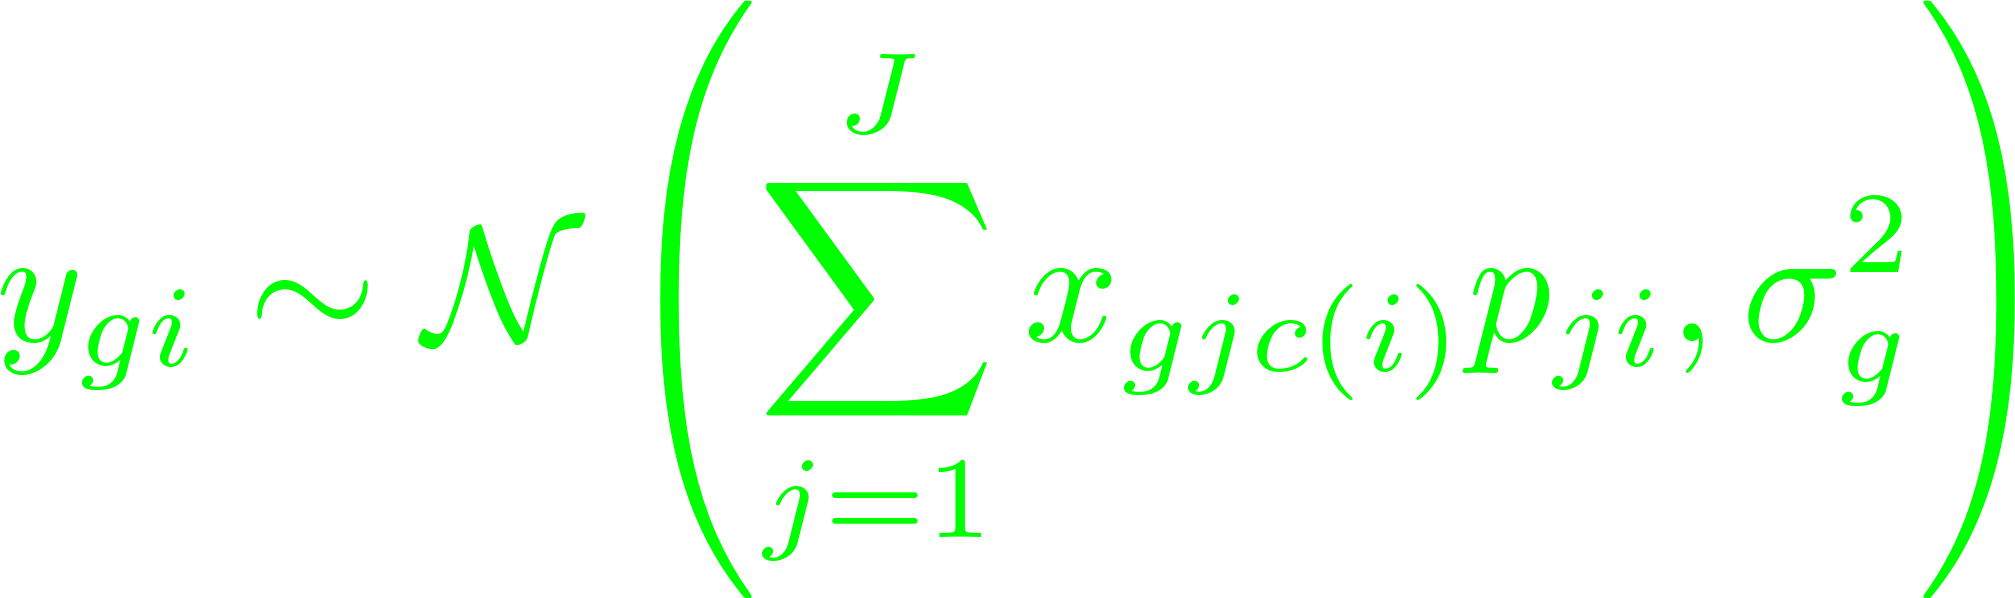 $y_{gi} \sim \mathcal{N}\left(\sum_{j=1}^{J} x_{gjc(i)} p_{ji}, \sigma_g^2\right)$